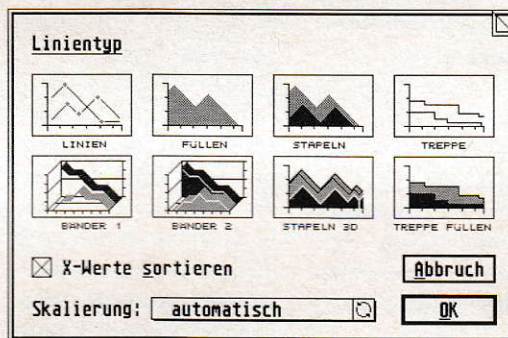 Linientyp
LINIEN FÜLLEN STAPELN TREPPE
BÄNDER 1 BÄNDER 2 STAPELN 3D TREPPE FÜLLEN
X-Werte sortieren
Abbruch
Skalierung: automatisch
OK